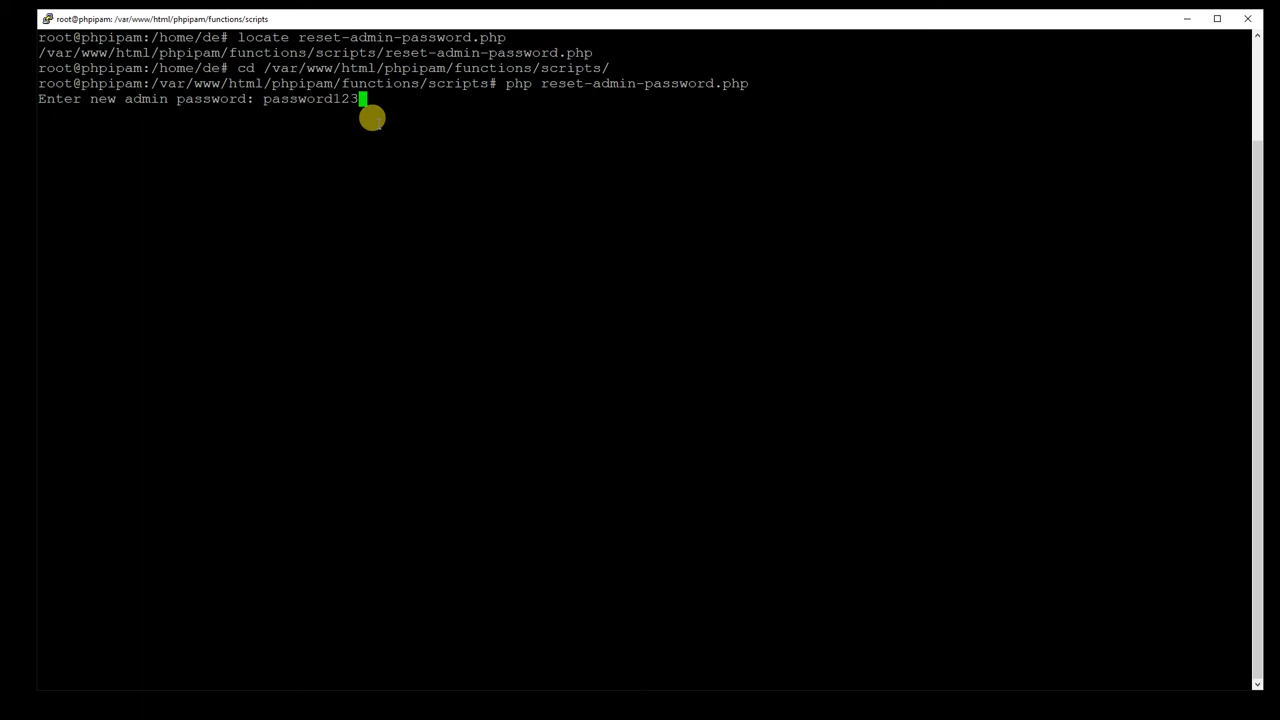 root@phpipam: /var/www/html/phpipam/functions/scripts
root@phpipam:/home/de# locate reset-admin-password.php
/var/www/html/phpipam/functions/scripts/reset-admin-password.php
root@phpipam:/home/de# cd /var/www/html/phpipam/functions/scripts/
root@phpipam:/var/www/html/phpipam/functions/scripts# php reset-admin-password.php
Enter new admin password: password123